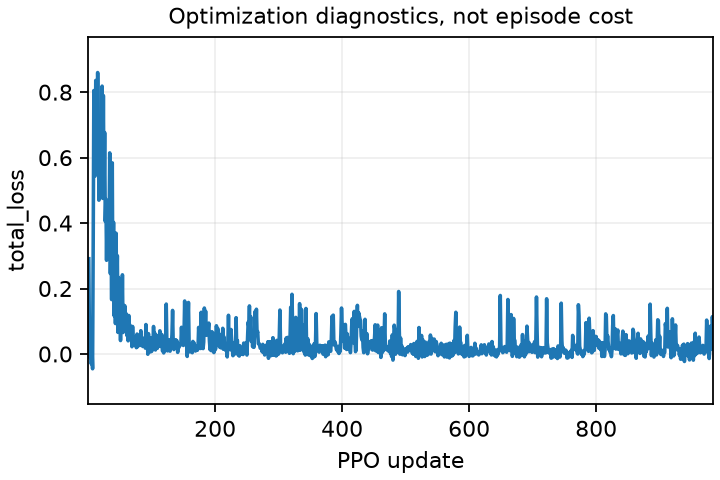 Optimization diagnostics, not episode cost
total_loss
0.8
0.6
0.4
0.2
0.0
200 400 600 800
PPO update